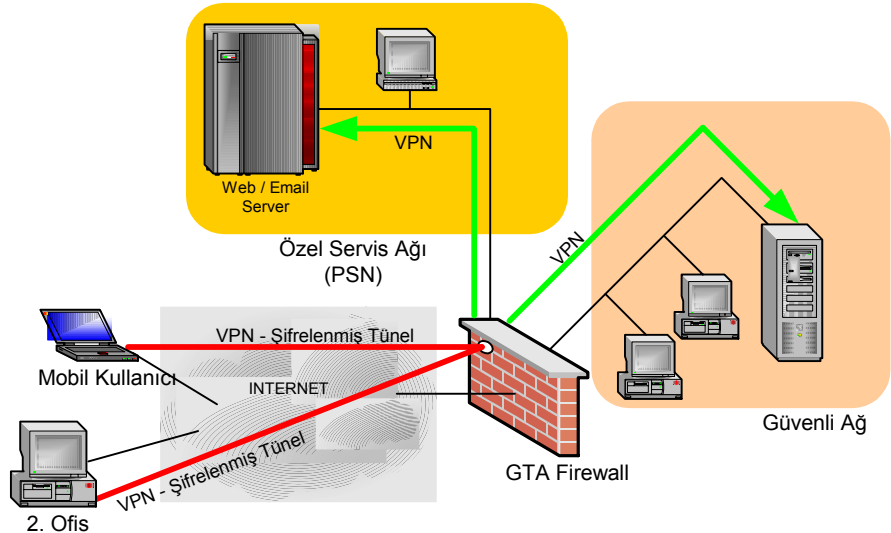 VPN
Web / Email
Server
Özel Servis Ağı
(PSN)
VPN
VPN - Şifrelenmiş Tünel
Mobil Kullanıcı
INTERNET
VPN - Şifrelenmiş Tünel
Güvenli Ağ
GTA Firewall
2. Ofis